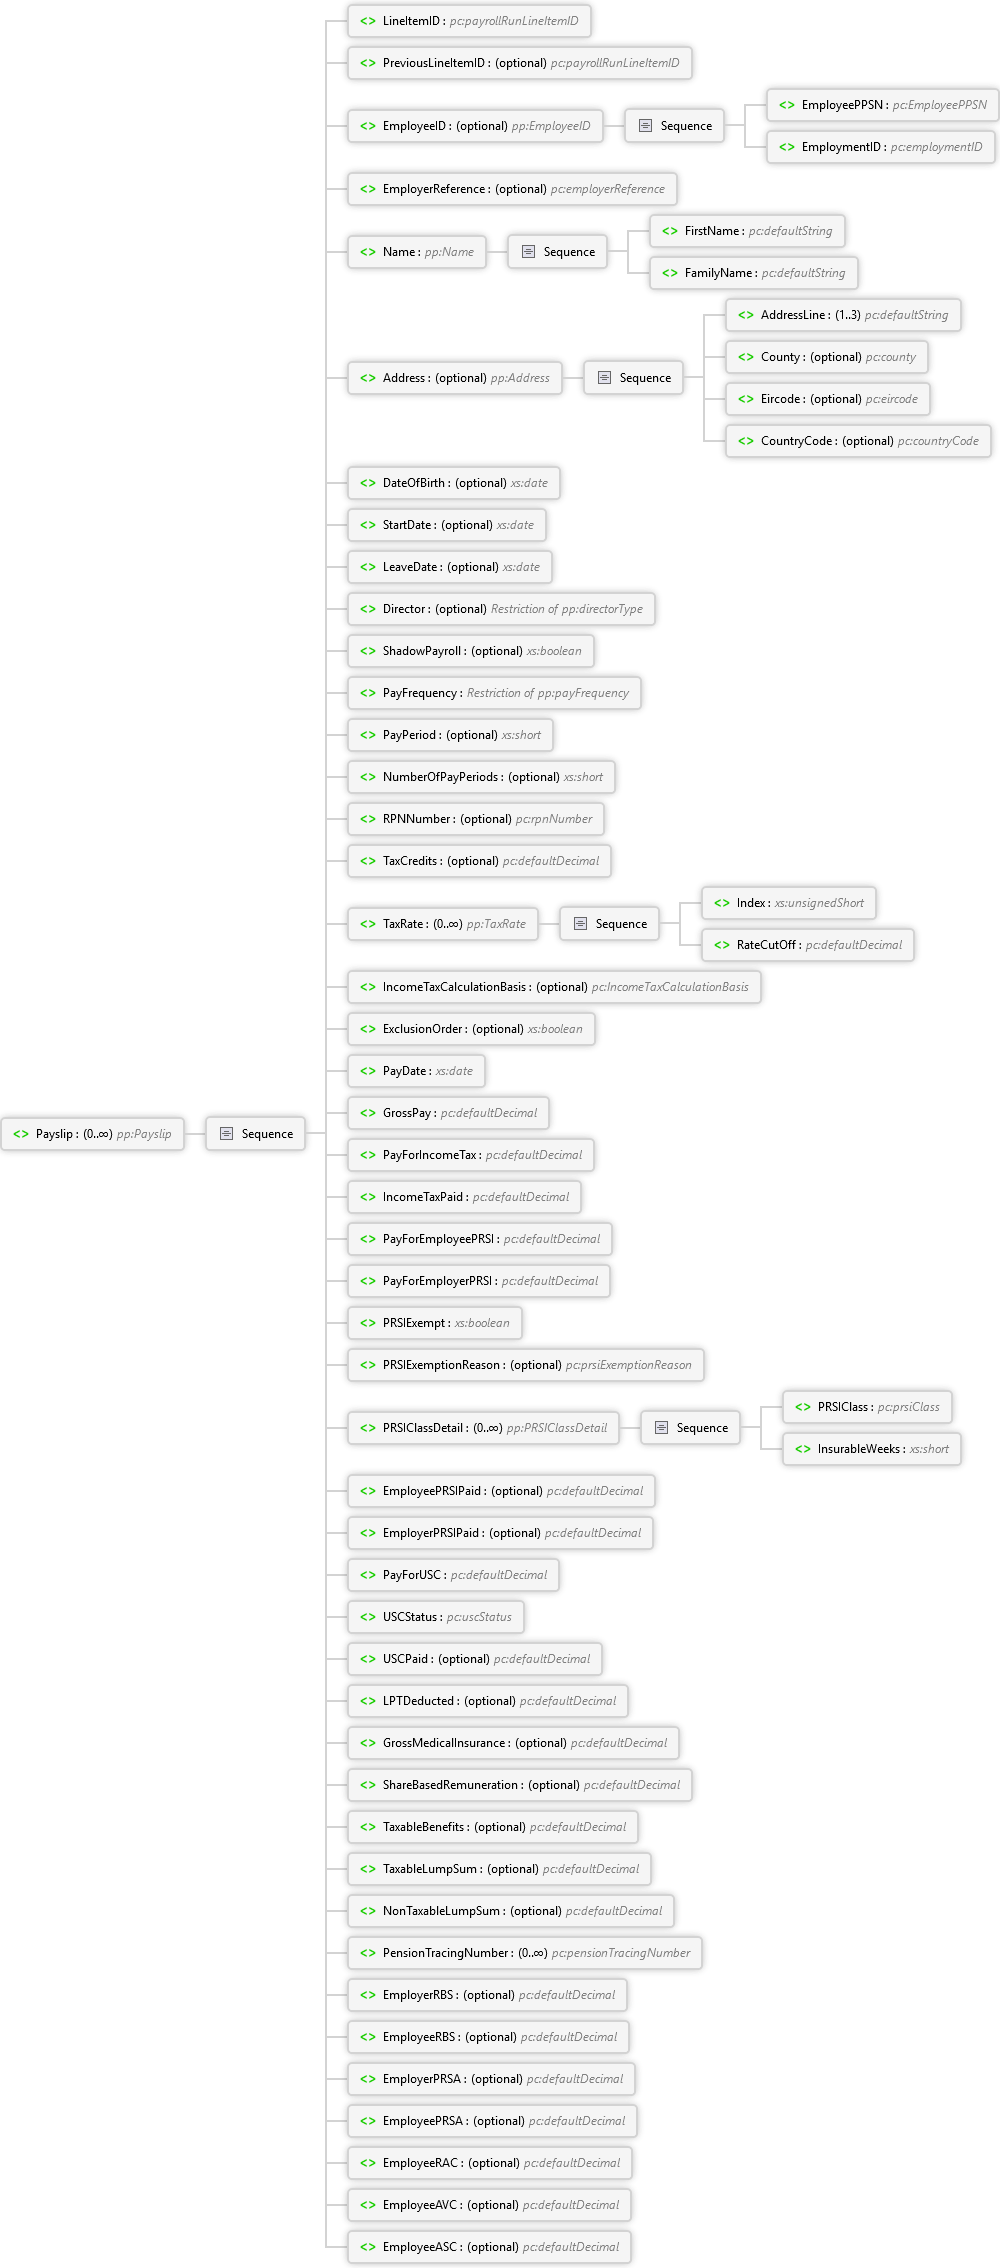 <> LineItemID : pc:payrollRunLineItemID
<> PreviousLineItemID : (optional) pc:payrollRunLineItemID
<> EmployeePPSN : pc:EmployeePPSN
<> EmployeeID : (optional) pp:EmployeeID Sequence
<> EmploymentID : pc:employmentID
<> EmployerReference : (optional) pc:employerReference
<> FirstName : pc:defaultString
<> Name : pp:Name Sequence
<> FamilyName : pc:defaultString
<> AddressLine : (1..3) pc:defaultString
<> County : (optional) pc:county
<> Address : (optional) pp:Address Sequence
<> Eircode : (optional) pc:eircode
<> CountryCode : (optional) pc:countryCode
<> DateOfBirth : (optional) xs:date
<> StartDate : (optional) xs:date
<> LeaveDate : (optional) xs:date
<> Director : (optional) Restriction of pp:directorType
<> ShadowPayroll : (optional) xs:boolean
<> PayFrequency : Restriction of pp:payFrequency
<> PayPeriod : (optional) xs:short
<> NumberOfPayPeriods : (optional) xs:short
<> RPNNumber : (optional) pc:rpnNumber
<> TaxCredits : (optional) pc:defaultDecimal
<> Index : xs:unsignedShort
<> TaxRate : (0..∞) pp:TaxRate Sequence
<> RateCutOff : pc:defaultDecimal
<> IncomeTaxCalculationBasis : (optional) pc:IncomeTaxCalculationBasis
<> ExclusionOrder : (optional) xs:boolean
<> PayDate : xs:date
<> GrossPay : pc:defaultDecimal
<> Payslip : (0..∞) pp:Payslip Sequence
<> PayForIncomeTax : pc:defaultDecimal
<> IncomeTaxPaid : pc:defaultDecimal
<> PayForEmployeePRSI : pc:defaultDecimal
<> PayForEmployerPRSI : pc:defaultDecimal
<> PRSIExempt : xs:boolean
<> PRSIExemptionReason : (optional) pc:prsiExemptionReason
<> PRSIClass : pc:prsiClass
<> PRSIClassDetail : (0..∞) pp:PRSIClassDetail Sequence
<> InsurableWeeks : xs:short
<> EmployeePRSIPaid : (optional) pc:defaultDecimal
<> EmployerPRSIPaid : (optional) pc:defaultDecimal
<> PayForUSC : pc:defaultDecimal
<> USCStatus : pc:uscStatus
<> USCPaid : (optional) pc:defaultDecimal
<> LPTDeducted : (optional) pc:defaultDecimal
<> GrossMedicalInsurance : (optional) pc:defaultDecimal
<> ShareBasedRemuneration : (optional) pc:defaultDecimal
<> TaxableBenefits : (optional) pc:defaultDecimal
<> TaxableLumpSum : (optional) pc:defaultDecimal
<> NonTaxableLumpSum : (optional) pc:defaultDecimal
<> PensionTracingNumber : (0..∞) pc:pensionTracingNumber
<> EmployerRBS : (optional) pc:defaultDecimal
<> EmployeeRBS : (optional) pc:defaultDecimal
<> EmployerPRSA : (optional) pc:defaultDecimal
<> EmployeePRSA : (optional) pc:defaultDecimal
<> EmployeeRAC : (optional) pc:defaultDecimal
<> EmployeeAVC : (optional) pc:defaultDecimal
<> EmployeeASC : (optional) pc:defaultDecimal